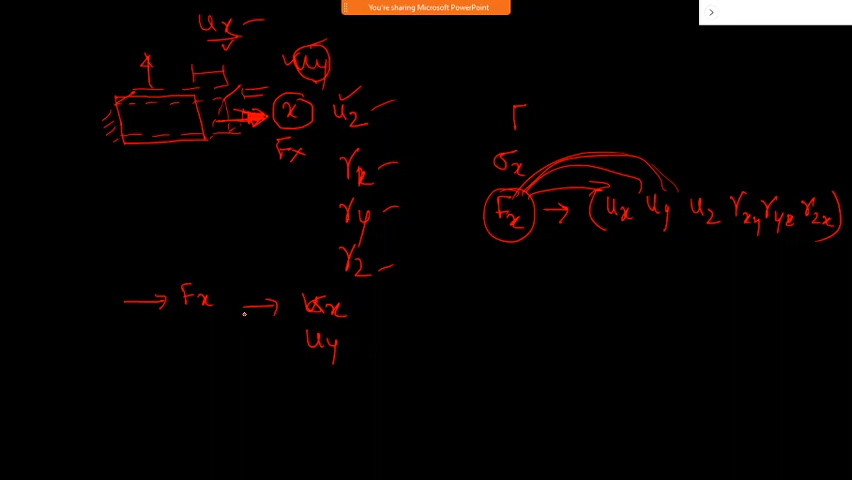 You're sharing Microsoft PowerPoint
ux
uy
x
uz
Fx
γx
γy
γz
σx
Fx → (ux uy uz γxy γyz γzx)
→ Fx → ux
uy